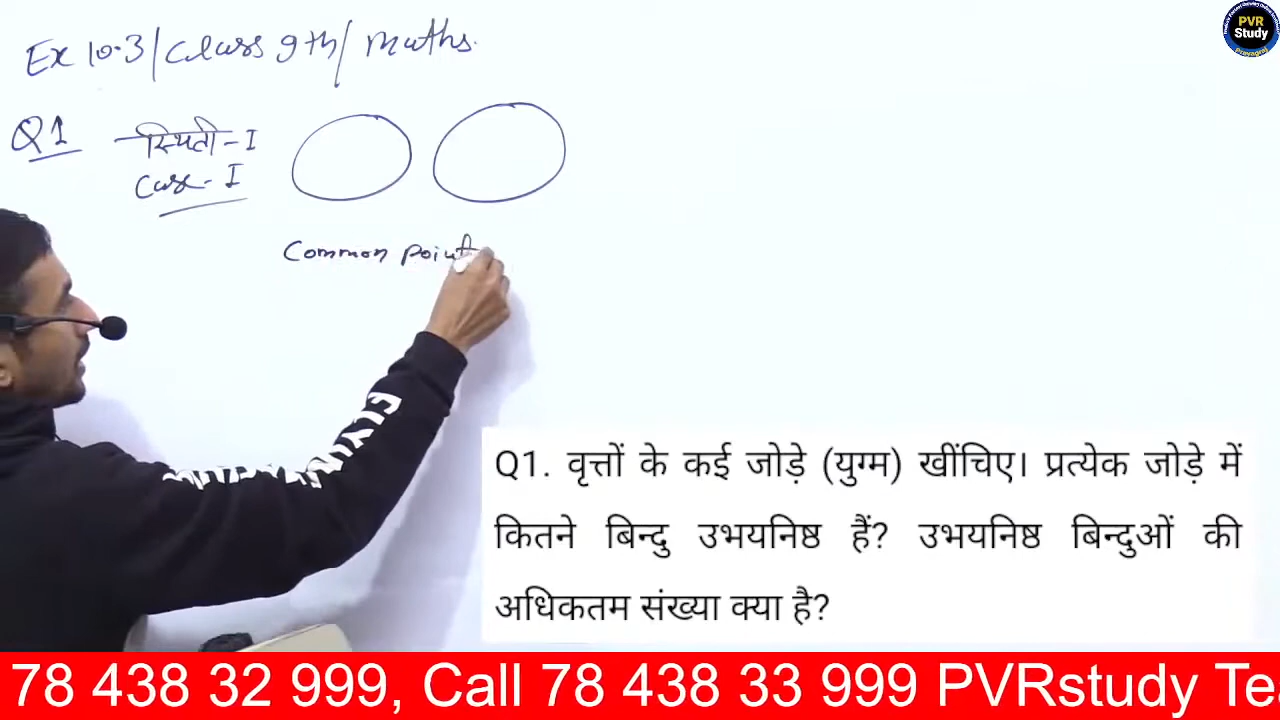 Ex 10.3/Class 9th/Maths.
Q1 स्थिती-I
Case-I
Common point
Q1. वृत्तों के कई जोड़े (युग्म) खींचिए। प्रत्येक जोड़े में
कितने बिन्दु उभयनिष्ठ हैं? उभयनिष्ठ बिन्दुओं की
अधिकतम संख्या क्या है?
78 438 32 999, Call 78 438 33 999 PVRstudy Te
PVR
Study
Prayagraj